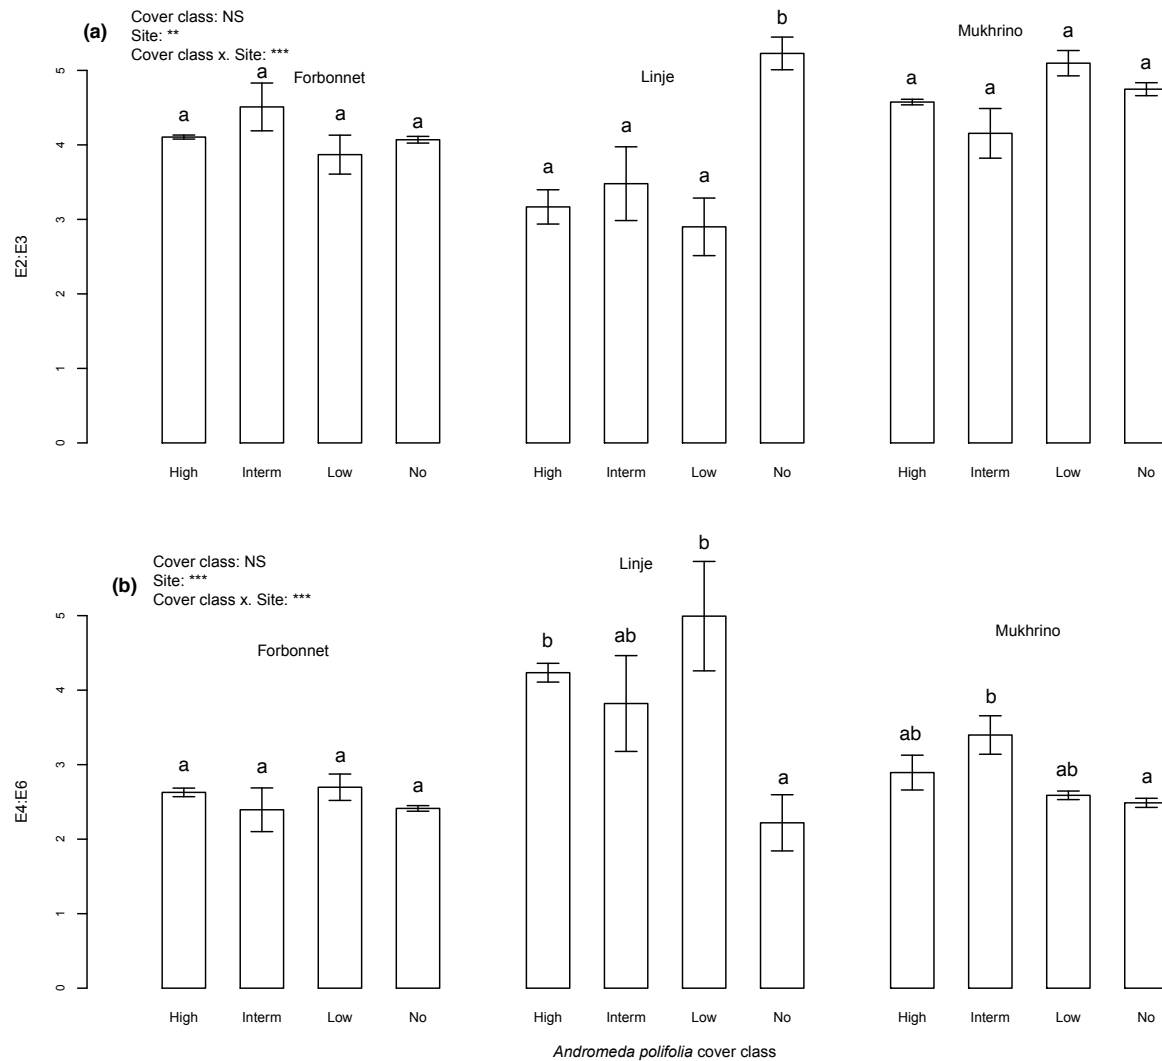 (a)
Cover class: NS
Site: **
Cover class x. Site: ***
Forbonnet
Linje
Mukhrino
a a a a
a a a b
a a a a
E2:E3
0 1 2 3 4 5
High Interm Low No
High Interm Low No
High Interm Low No
(b)
Cover class: NS
Site: ***
Cover class x. Site: ***
Forbonnet
Linje
Mukhrino
a a a a
b ab b a
ab b ab a
E4:E6
0 1 2 3 4 5
High Interm Low No
High Interm Low No
High Interm Low No
Andromeda polifolia cover class